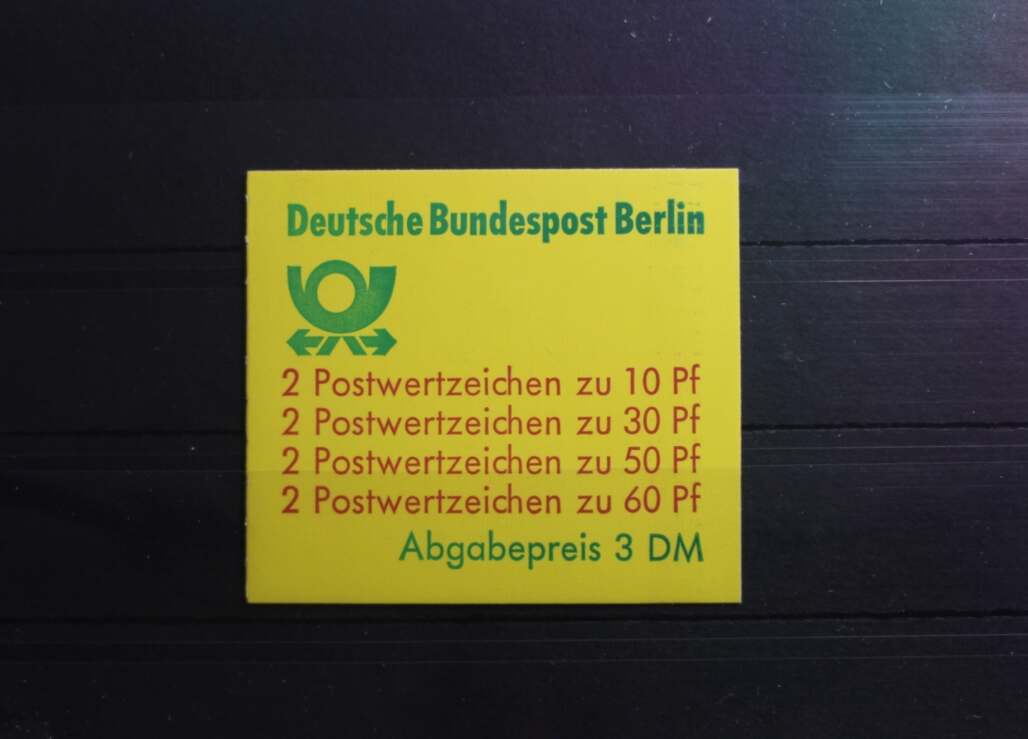 Deutsche Bundespost Berlin
2 Postwertzeichen zu 10 Pf
2 Postwertzeichen zu 30 Pf
2 Postwertzeichen zu 50 Pf
2 Postwertzeichen zu 60 Pf
Abgabepreis 3 DM